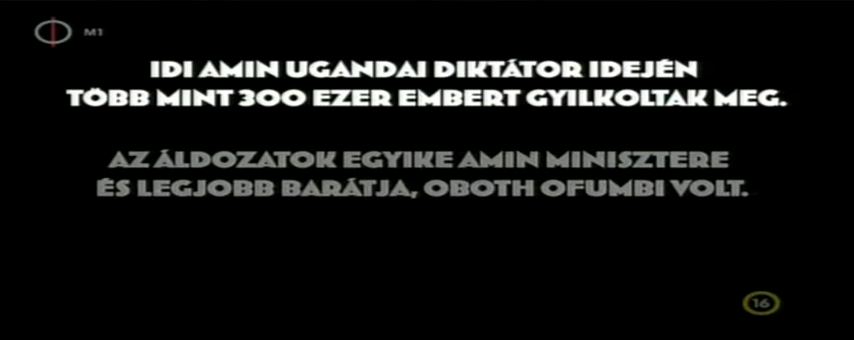 M1
IDI AMIN UGANDAI DIKTÁTOR IDEJÉN
TÖBB MINT 300 EZER EMBERT GYILKOLTAK MEG.
AZ ÁLDOZATOK EGYIKE AMIN MINISZTERE
ÉS LEGJOBB BARÁTJA, OBOTH OFUMBI VOLT.
16